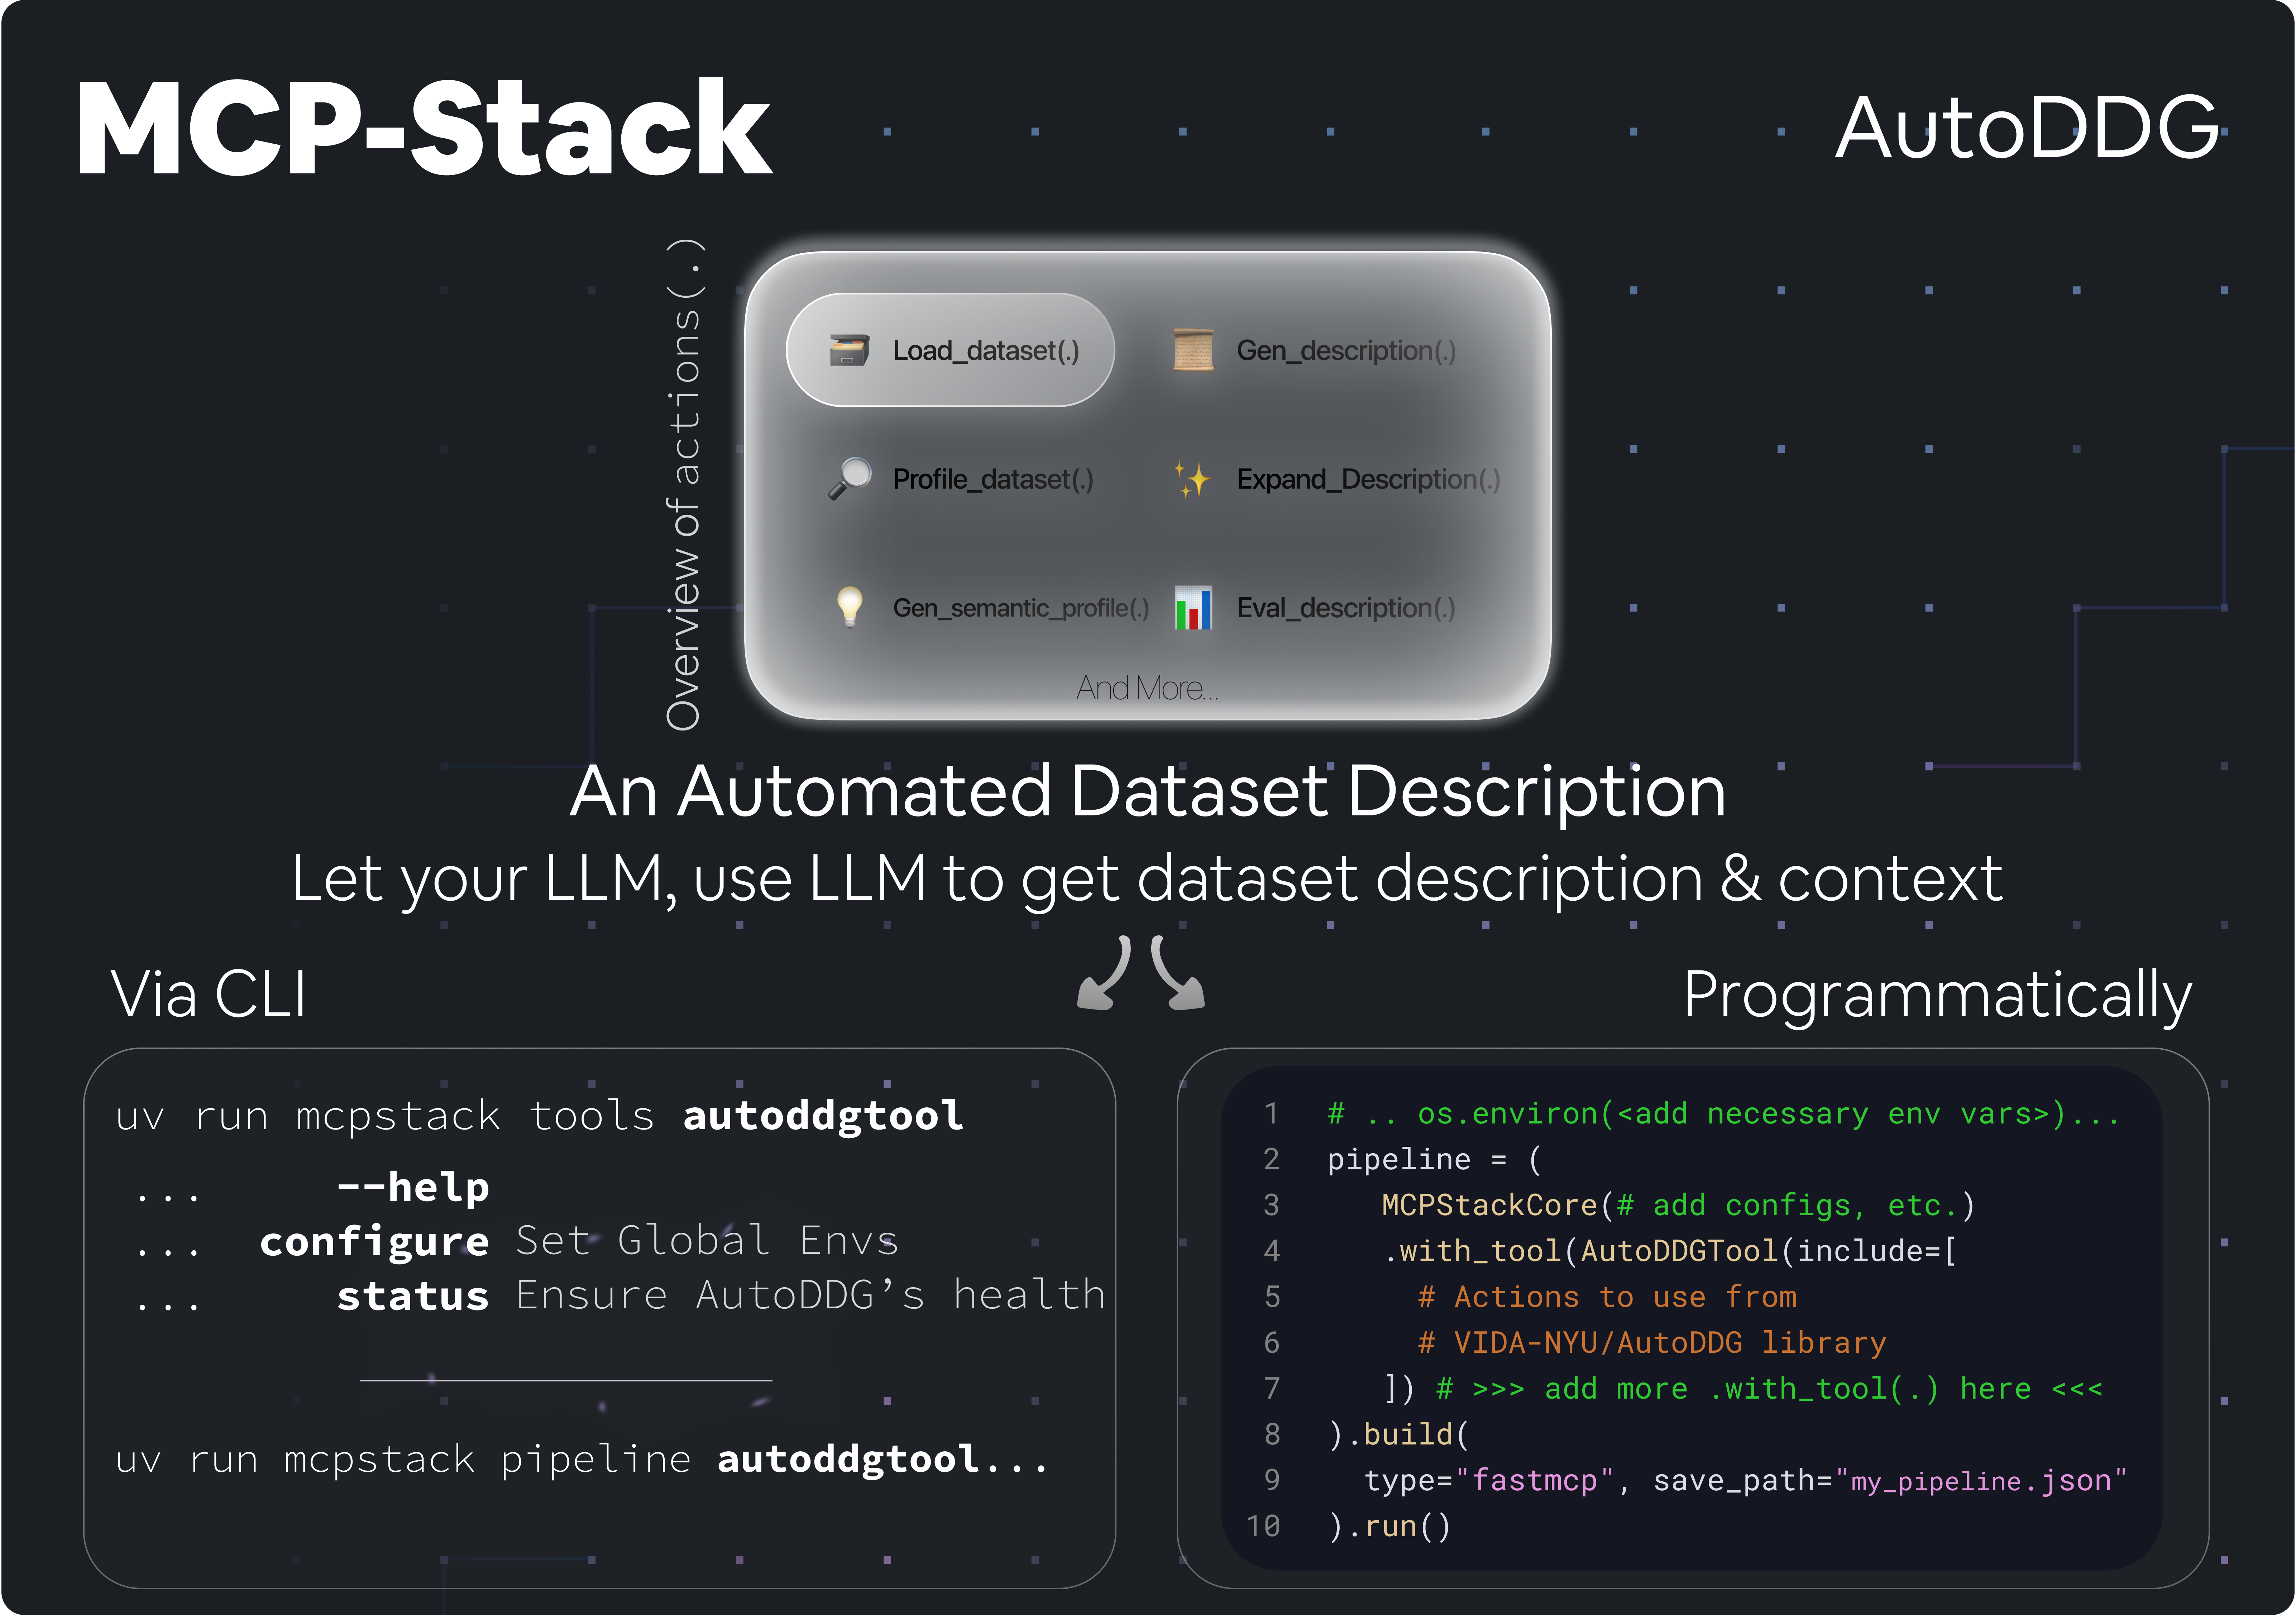 MCP-Stack
AutoDDG
Overview of actions(.)
Load_dataset(.)
Gen_description(.)
Profile_dataset(.)
Expand_Description(.)
Gen_semantic_profile(.)
Eval_description(.)
And More...
An Automated Dataset Description
Let your LLM, use LLM to get dataset description & context
Via CLI
uv run mcpstack tools autoddgtool
... --help
... configure Set Global Envs
... status Ensure AutoDDG’s health
uv run mcpstack pipeline autoddgtool...
Programmatically
1 # .. os.environ(<add necessary env vars>)...
2 pipeline = (
3 MCPStackCore(# add configs, etc.)
4 .with_tool(AutoDDGTool(include=[
5 # Actions to use from
6 # VIDA-NYU/AutoDDG library
7 ]) # >>> add more .with_tool(.) here <<<
8 ).build(
9 type="fastmcp", save_path="my_pipeline.json"
10 ).run()